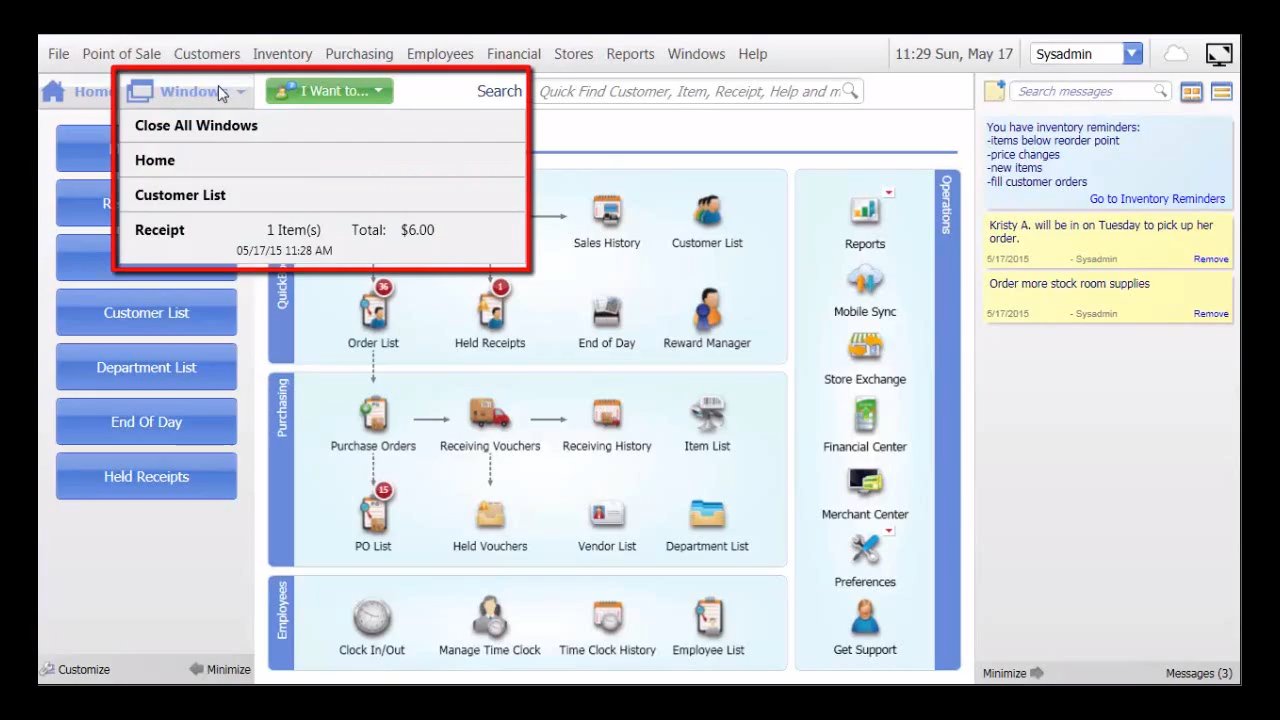 File Point of Sale Customers Inventory Purchasing Employees Financial Stores Reports Windows Help
11:29 Sun, May 17 Sysadmin
Home Windows I Want to... Search Quick Find Customer, Item, Receipt, Help and m
Search messages
Close All Windows
Home
Customer List
Receipt 1 Item(s) Total: $6.00
05/17/15 11:28 AM
Customer List
Department List
End Of Day
Held Receipts
Customize Minimize
Sales History Customer List
36 1
Order List Held Receipts End of Day Reward Manager
Purchasing
Purchase Orders Receiving Vouchers Receiving History Item List
15
PO List Held Vouchers Vendor List Department List
Employees
Clock In/Out Manage Time Clock Time Clock History Employee List
Operations
Reports
Mobile Sync
Store Exchange
Financial Center
Merchant Center
Preferences
Get Support
You have inventory reminders:
-items below reorder point
-price changes
-new items
-fill customer orders
Go to Inventory Reminders
Kristy A. will be in on Tuesday to pick up her
order.
5/17/2015 - Sysadmin Remove
Order more stock room supplies
5/17/2015 - Sysadmin Remove
Minimize Messages (3)